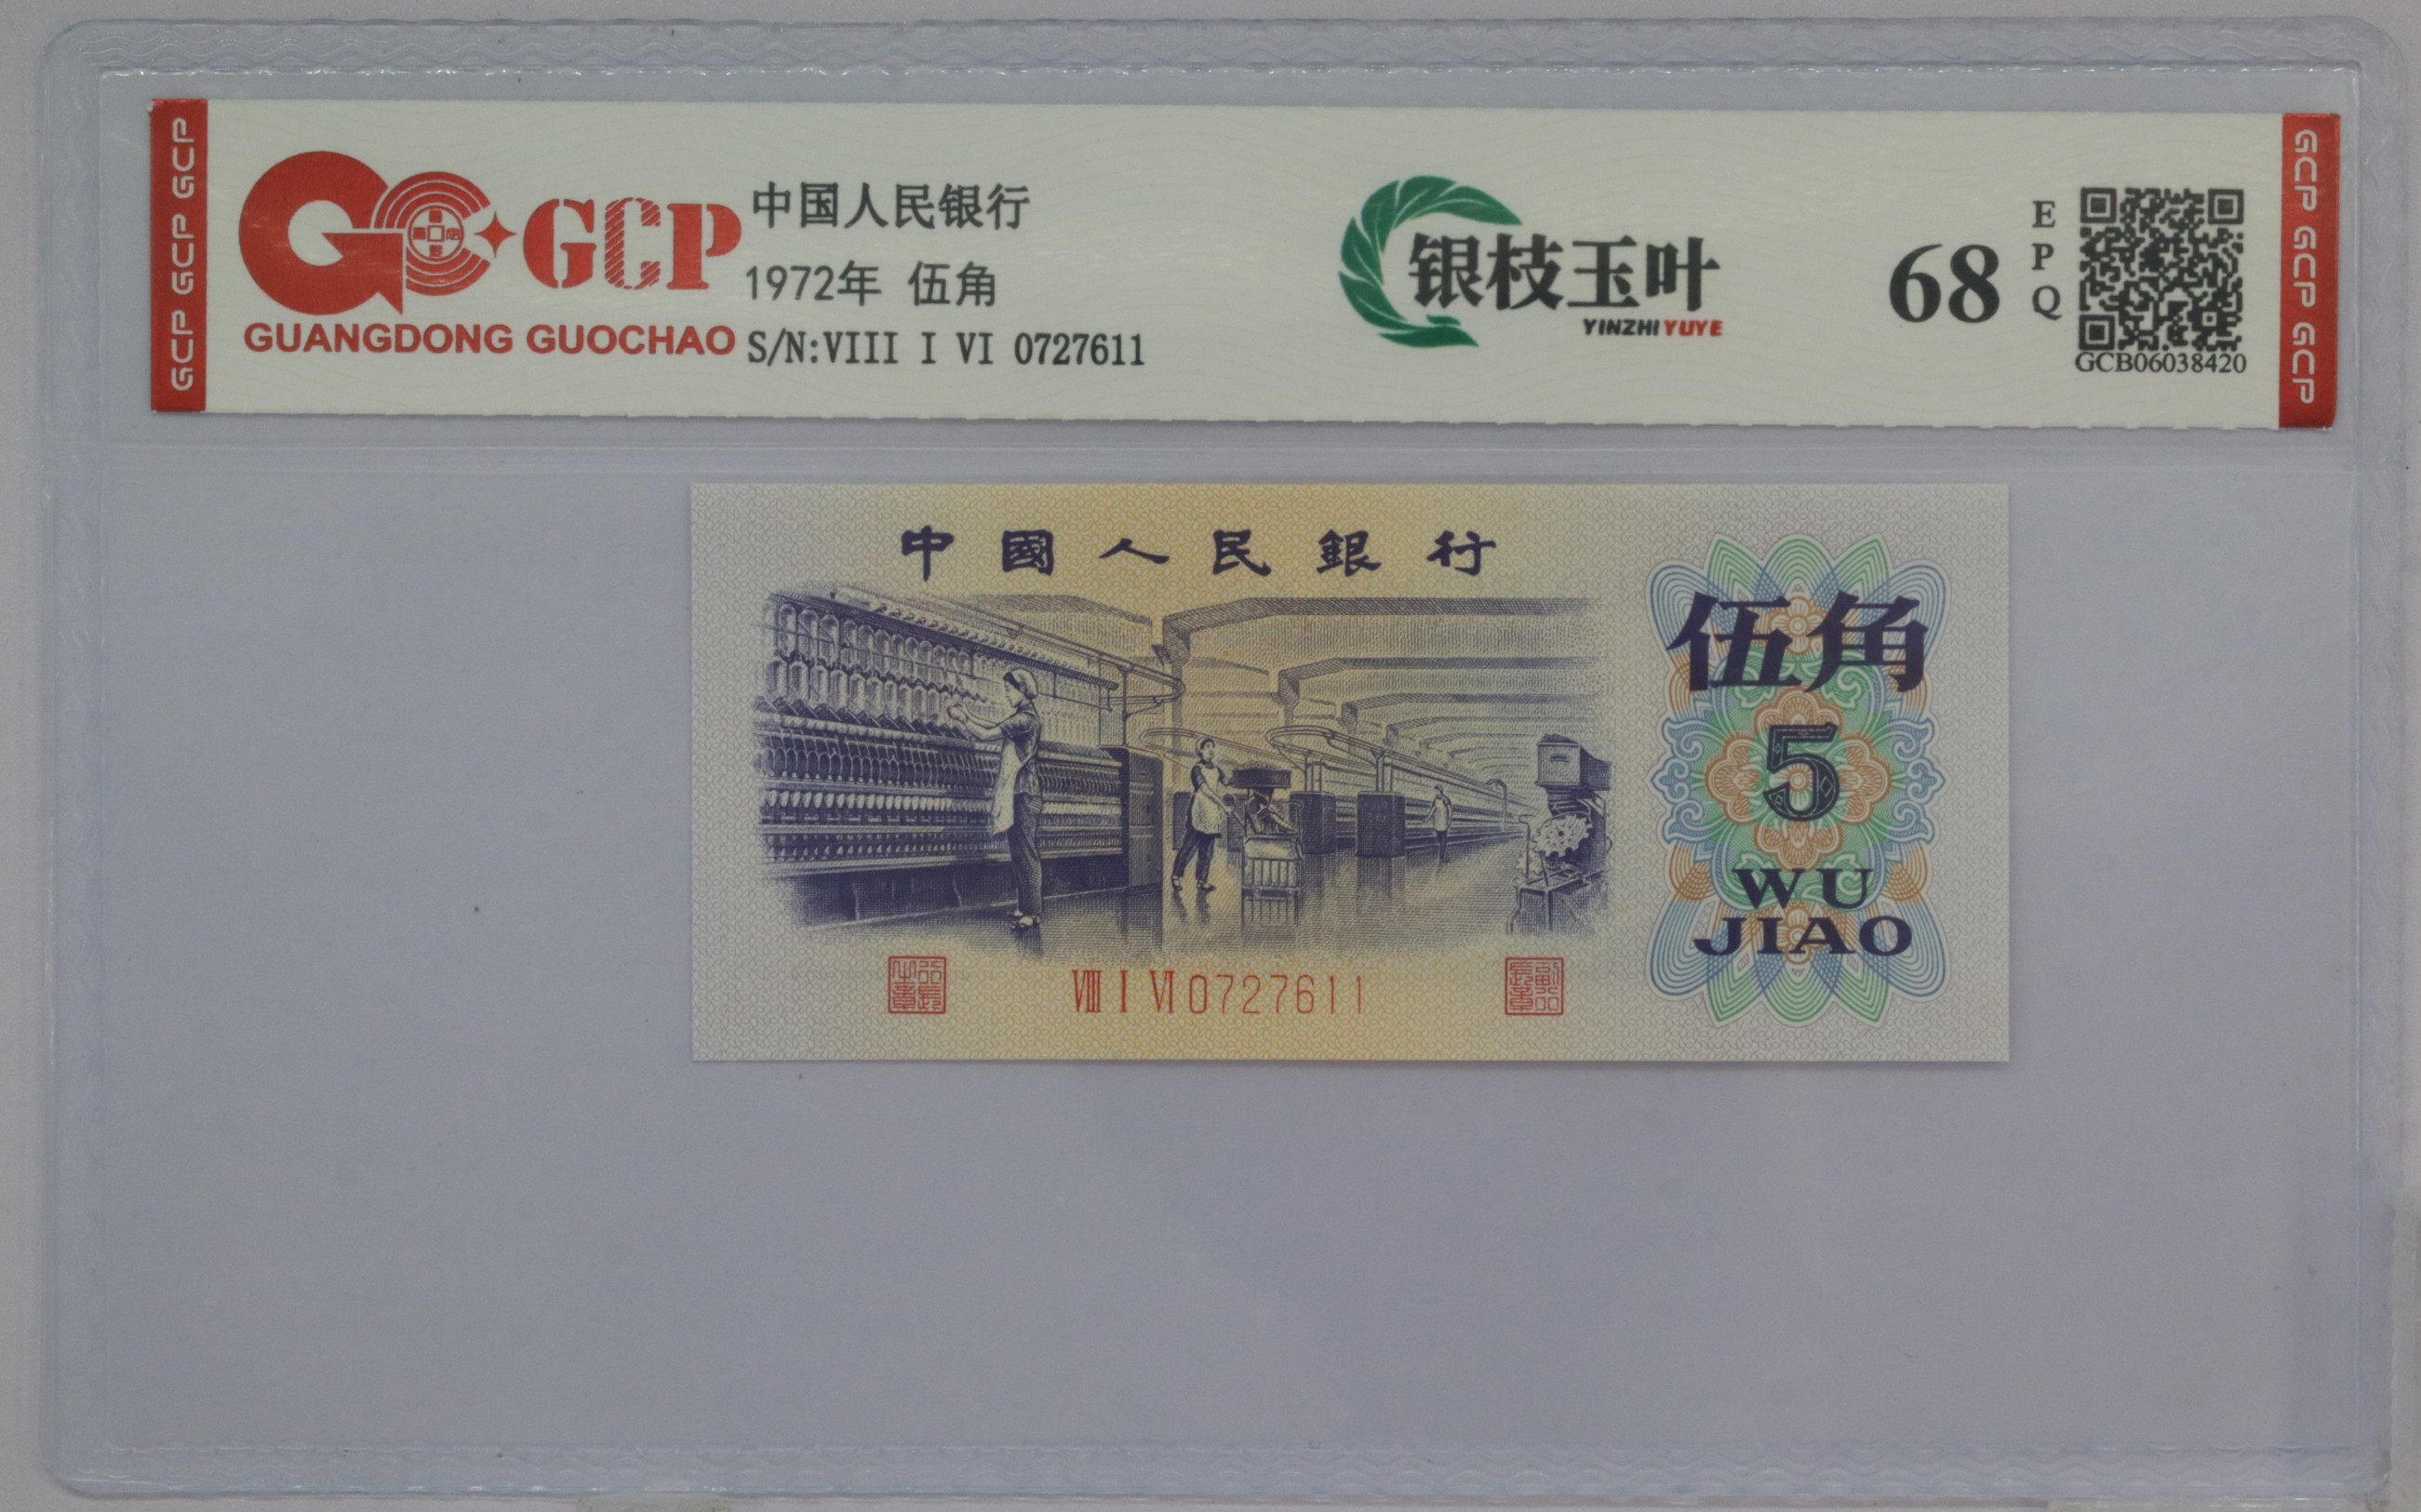 GCP GCP GCP
GCP
GUANGDONG GUOCHAO
中国人民银行
1972年 伍角
S/N:VIII I VI 0727611
银枝玉叶
YINZHIYUYE
68
EPQ
GCB06038420
GCP GCP GCP
中國人民銀行
伍角
5
WU
JIAO
VIII I VI 0727611